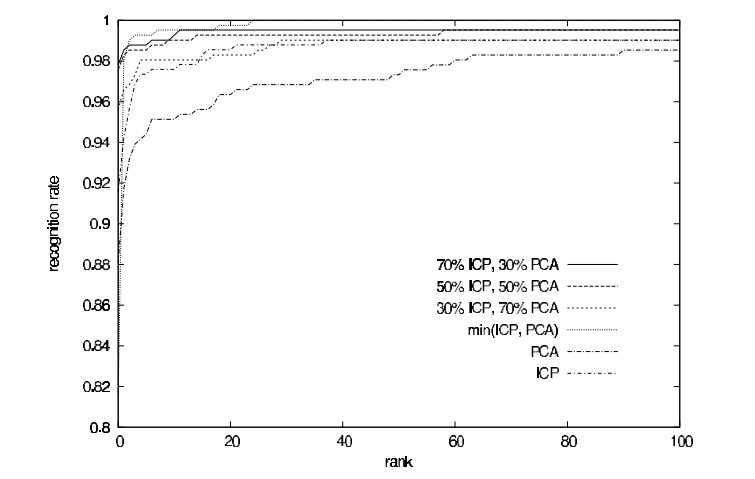 1
0.98
0.96
0.94
0.92
0.9
0.88
0.86
0.84
0.82
0.8
recognition rate
70% ICP, 30% PCA
50% ICP, 50% PCA
30% ICP, 70% PCA
min(ICP, PCA)
PCA
ICP
0 20 40 60 80 100
rank